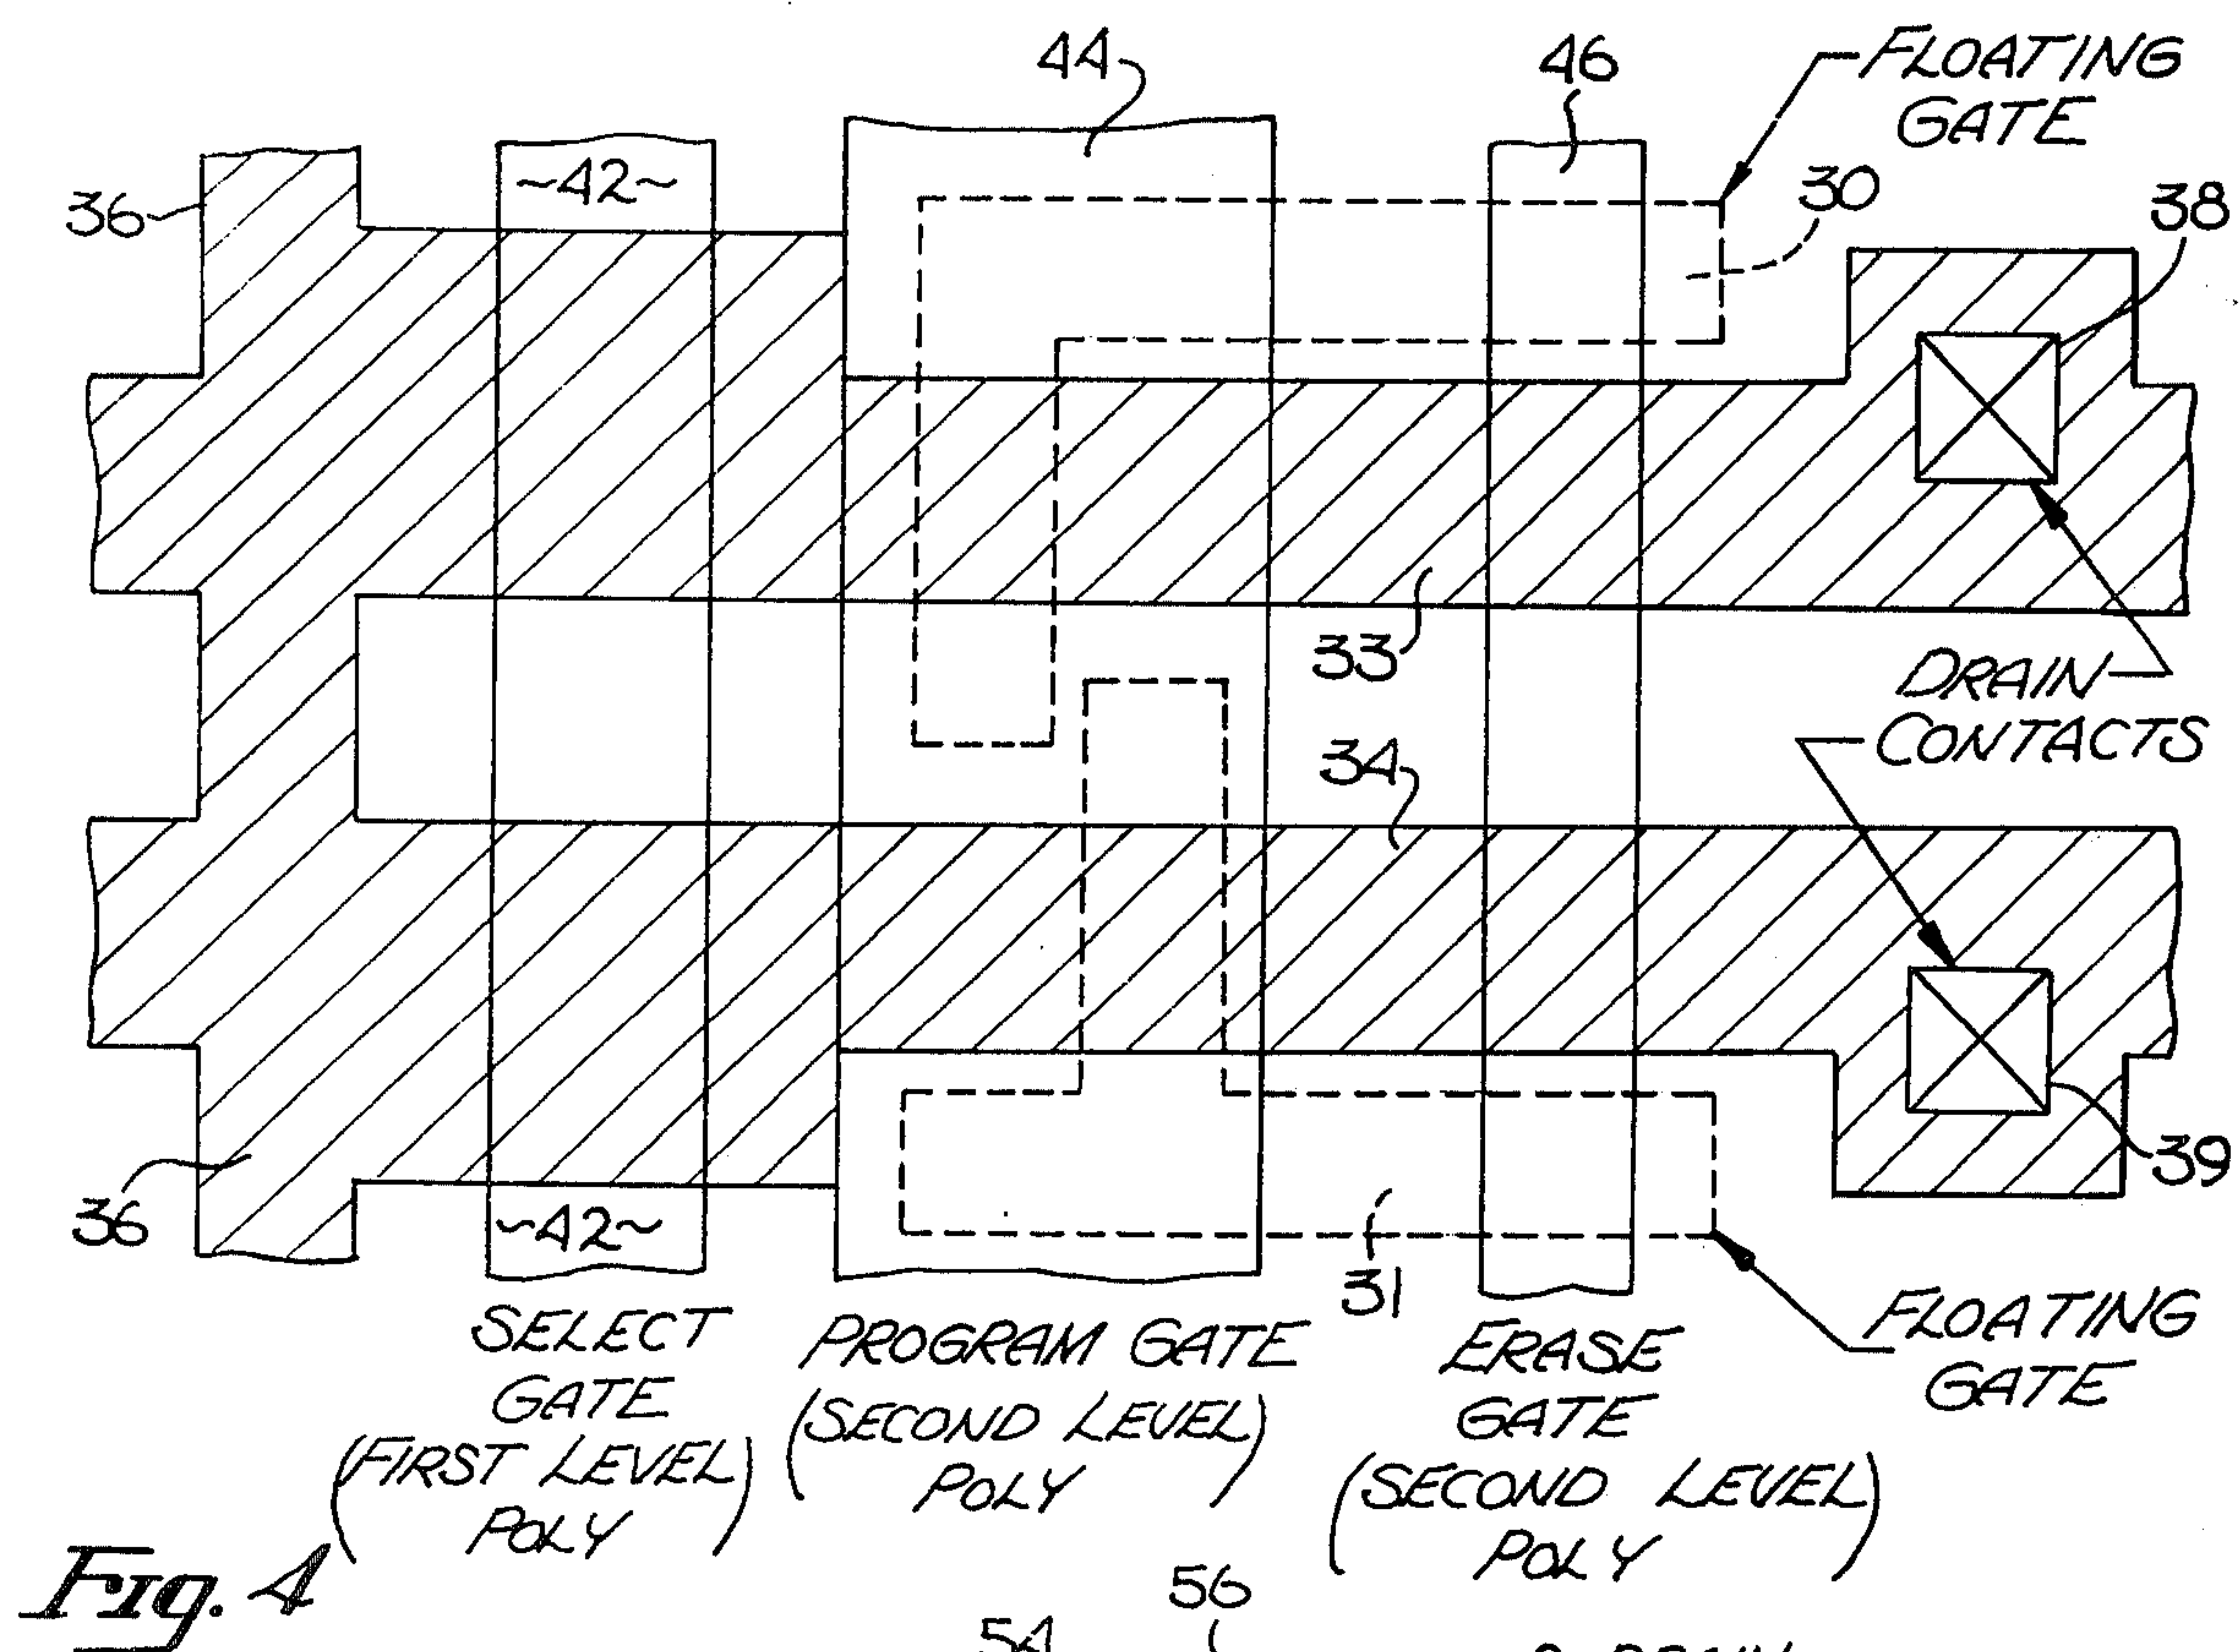 44
46
FLOATING
GATE
~42~
30
36
38
33
DRAIN
CONTACTS
34
39
36
~42~
31
SELECT
GATE
(FIRST LEVEL)
POLY
PROGRAM GATE
(SECOND LEVEL)
POLY
ERASE
GATE
(SECOND LEVEL)
POLY
FLOATING
GATE
Fig. 4
56
54